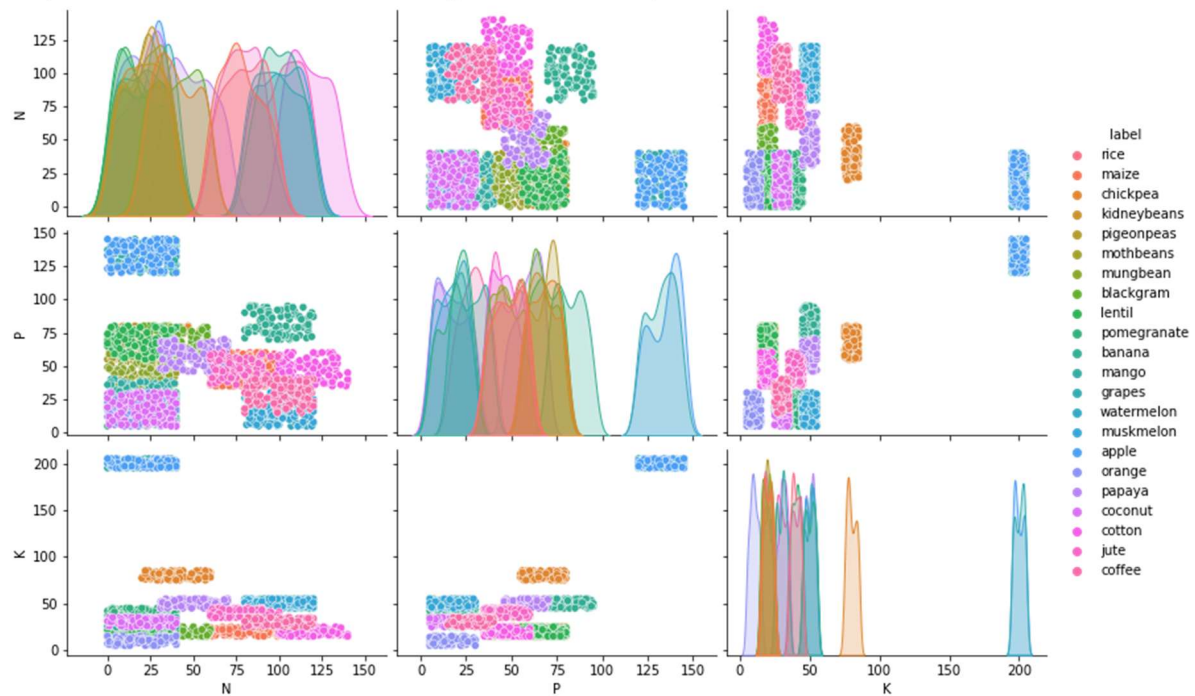 125
100
75
50
25
0
N
150
125
100
75
50
25
0
P
200
150
100
50
0
K
0 50 100 150
N
0 25 50 75 100 125 150
P
0 50 100 150 200
K
label
rice
maize
chickpea
kidneybeans
pigeonpeas
mothbeans
mungbean
blackgram
lentil
pomegranate
banana
mango
grapes
watermelon
muskmelon
apple
orange
papaya
coconut
cotton
jute
coffee